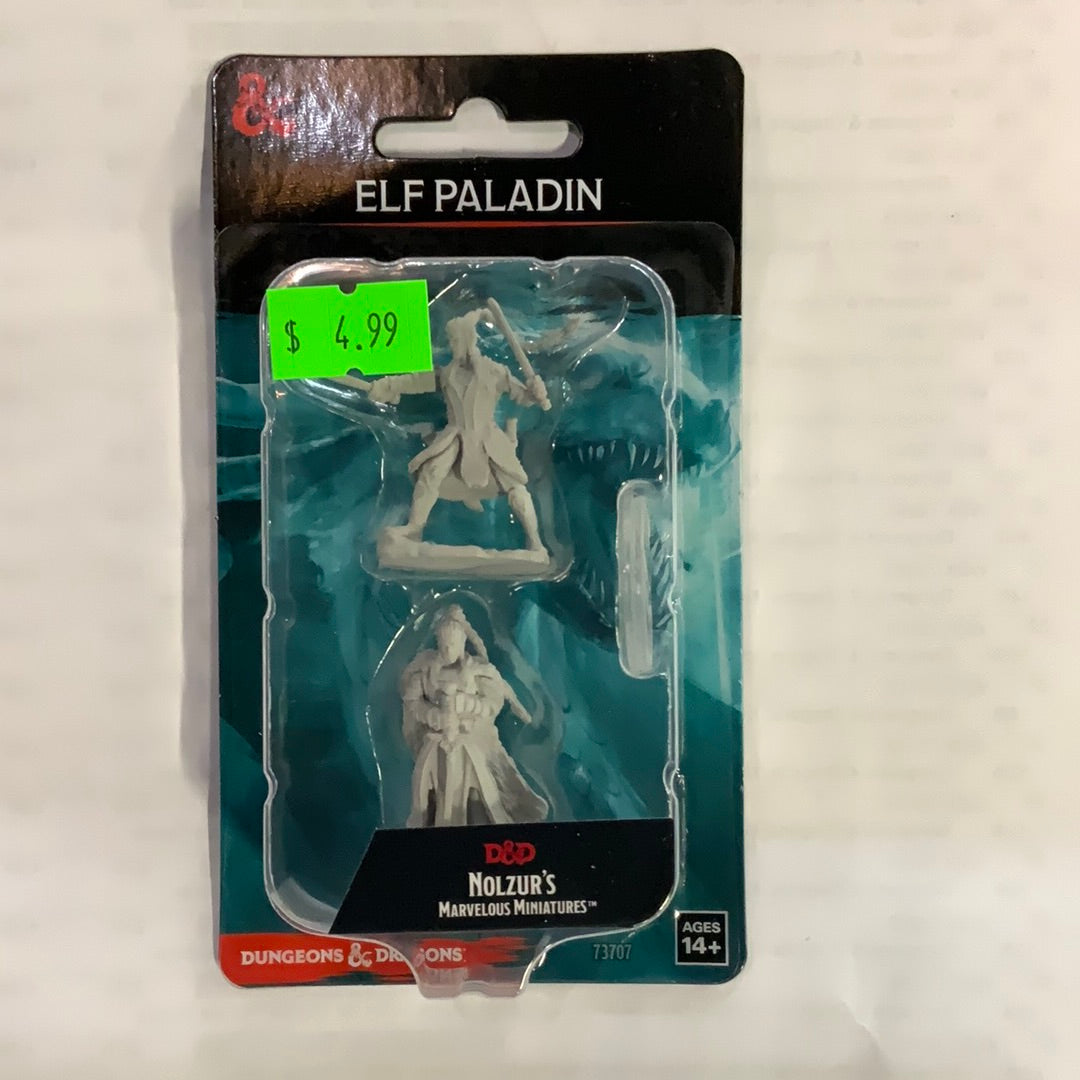 &
ELF PALADIN
$ 4.99
D&D
NOLZUR'S
MARVELOUS MINIATURES™
DUNGEONS & DRAGONS
73707
AGES
14+